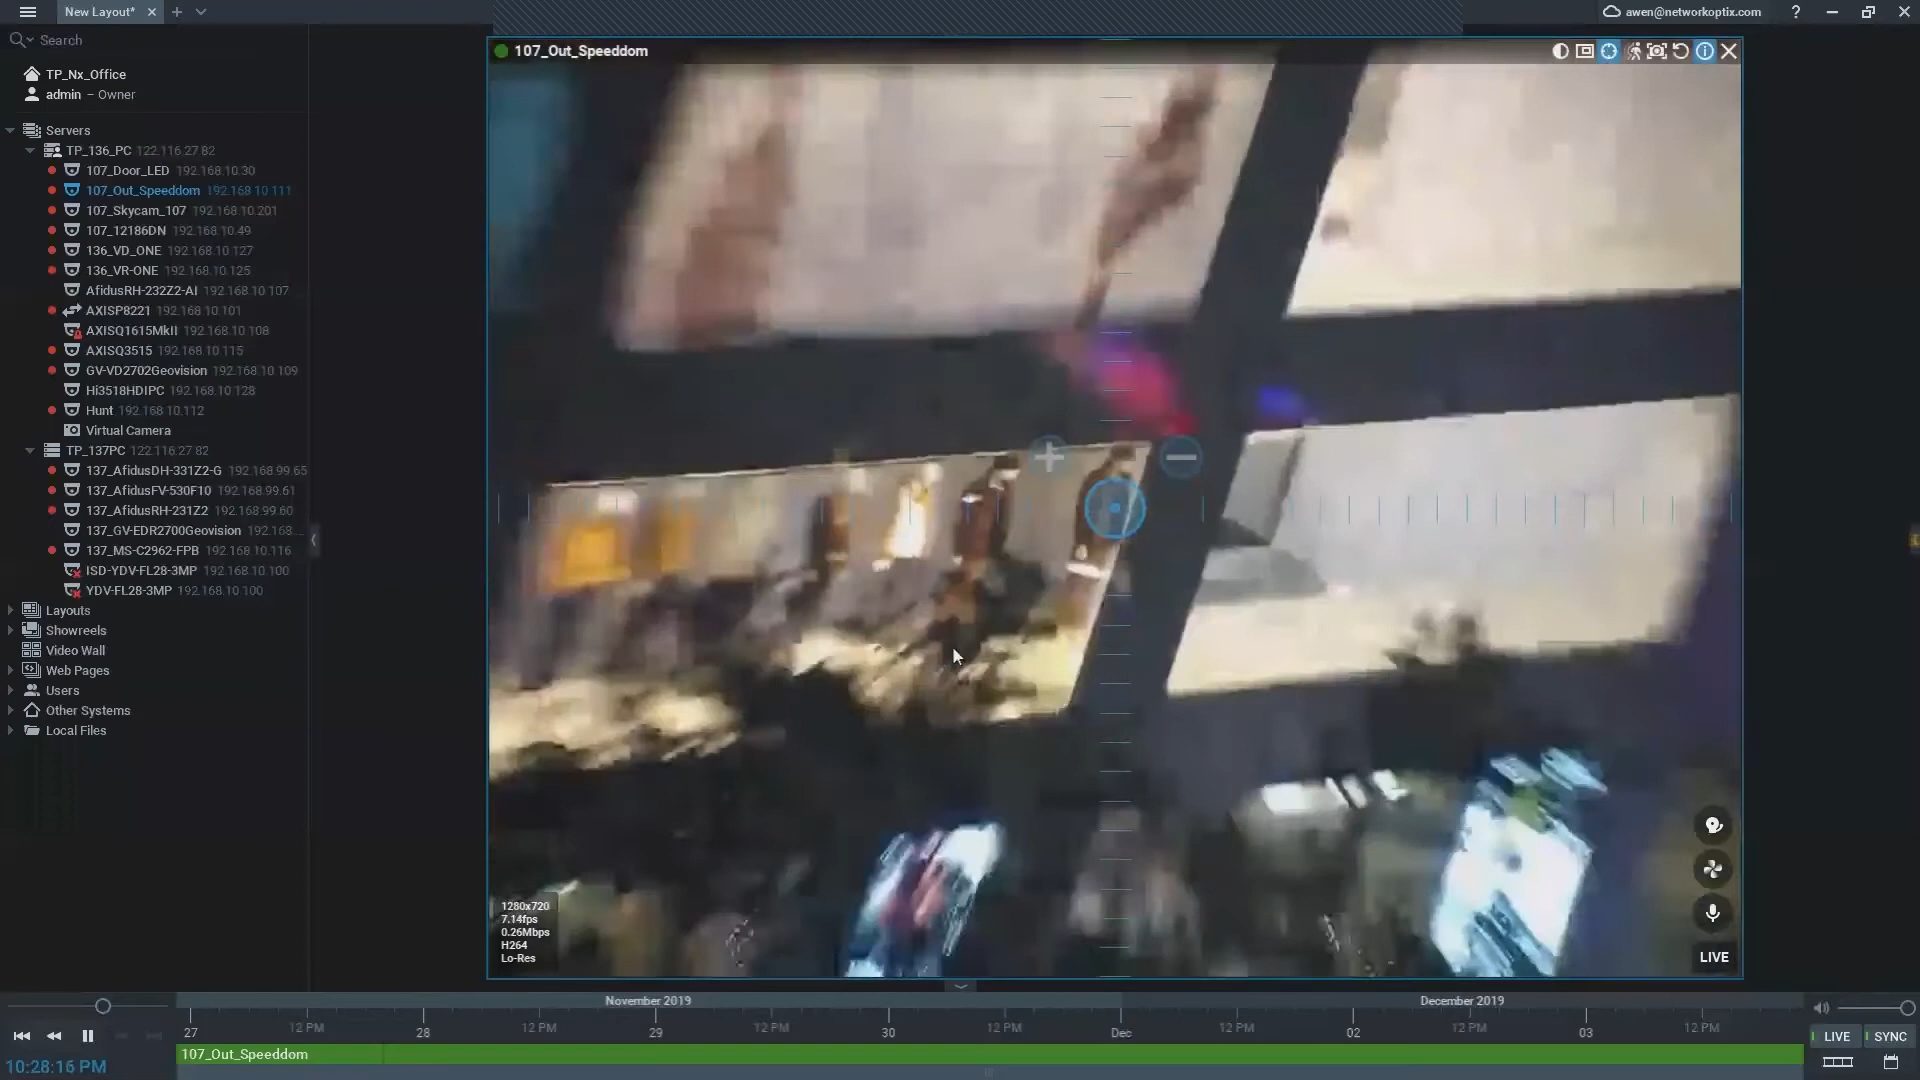 New Layout*
awen@networkoptix.com
Search
TP_Nx_Office
admin – Owner
Servers
TP_136_PC 122.116.27.82
107_Door_LED 192.168.10.30
107_Out_Speeddom 192.168.10.111
107_Skycam_107 192.168.10.201
107_12186DN 192.168.10.49
136_VD_ONE 192.168.10.127
136_VR-ONE 192.168.10.125
AfidusRH-232Z2-AI 192.168.10.107
AXISP8221 192.168.10.101
AXISQ1615MkII 192.168.10.108
AXISQ3515 192.168.10.115
GV-VD2702Geovision 192.168.10.109
Hi3518HDIPC 192.168.10.128
Hunt 192.168.10.112
Virtual Camera
TP_137PC 122.116.27.82
137_AfidusDH-331Z2-G 192.168.99.65
137_AfidusFV-530F10 192.168.99.61
137_AfidusRH-231Z2 192.168.99.60
137_GV-EDR2700Geovision 192.168...
137_MS-C2962-FPB 192.168.10.116
ISD-YDV-FL28-3MP 192.168.10.100
YDV-FL28-3MP 192.168.10.100
Layouts
Showreels
Video Wall
Web Pages
Users
Other Systems
Local Files
107_Out_Speeddom
1280x720
7.14fps
0.26Mbps
H264
Lo-Res
LIVE
November 2019
December 2019
27 12 PM 28 12 PM 29 12 PM 30 12 PM Dec 12 PM 02 12 PM 03 12 PM
LIVE
SYNC
107_Out_Speeddom
10:28:16 PM